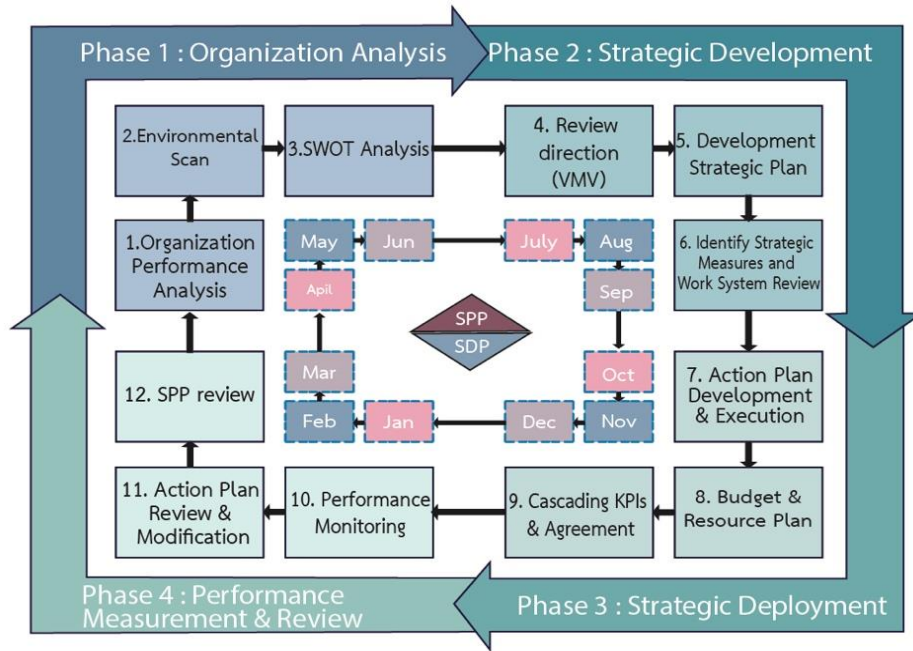 Phase 1 : Organization Analysis
Phase 2 : Strategic Development
2.Environmental
Scan
3.SWOT Analysis
4. Review
direction
(VMV)
5. Development
Strategic Plan
1.Organization
Performance
Analysis
May
Jun
July
Aug
6. Identify Strategic
Measures and
Work System Review
Apil
Sep
SPP
SDP
12. SPP review
Mar
Oct
7. Action Plan
Development
& Execution
Feb
Jan
Dec
Nov
11. Action Plan
Review &
Modification
10. Performance
Monitoring
9. Cascading KPIs
& Agreement
8. Budget &
Resource Plan
Phase 4 : Performance
Measurement & Review
Phase 3 : Strategic Deployment